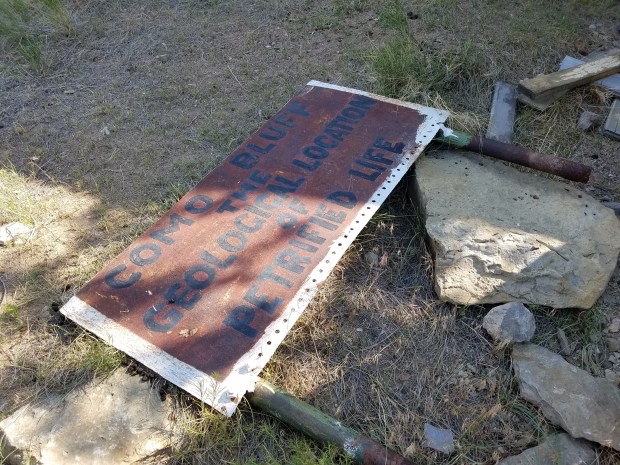 COMO BLUFF
THE
GEOLOGICAL LOCATION
OF
PETRIFIED LIFE